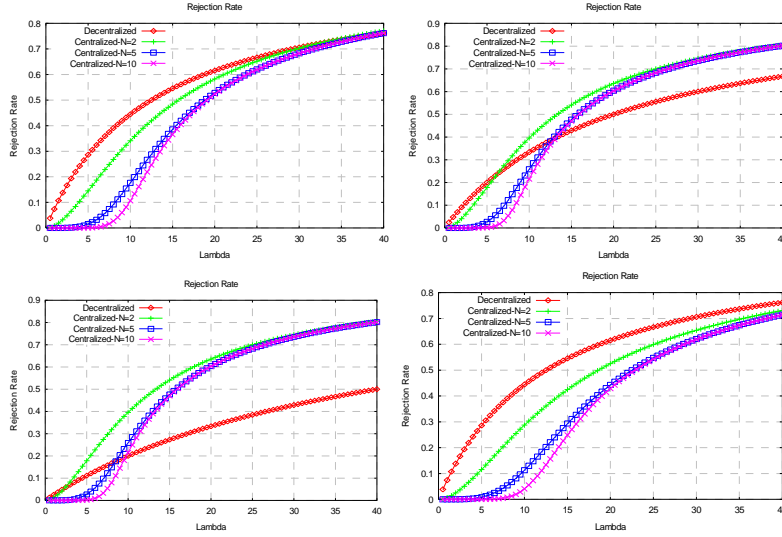 Rejection Rate
Rejection Rate
0.8
0.7
0.6
0.5
0.4
0.3
0.2
0.1
0
0 5 10 15 20 25 30 35 40
Lambda
Decentralized
Centralized-N=2
Centralized-N=5
Centralized-N=10
Rejection Rate
Rejection Rate
0.9
0.8
0.7
0.6
0.5
0.4
0.3
0.2
0.1
0 5 10 15 20 25 30 35 40
Lambda
Decentralized
Centralized-N=2
Centralized-N=5
Centralized-N=10
Rejection Rate
Rejection Rate
0.9
0.8
0.7
0.6
0.5
0.4
0.3
0.2
0.1
0
0 5 10 15 20 25 30 35 40
Lambda
Decentralized
Centralized-N=2
Centralized-N=5
Centralized-N=10
Rejection Rate
Rejection Rate
0.8
0.7
0.6
0.5
0.4
0.3
0.2
0.1
0
0 5 10 15 20 25 30 35 40
Lambda
Decentralized
Centralized-N=2
Centralized-N=5
Centralized-N=10